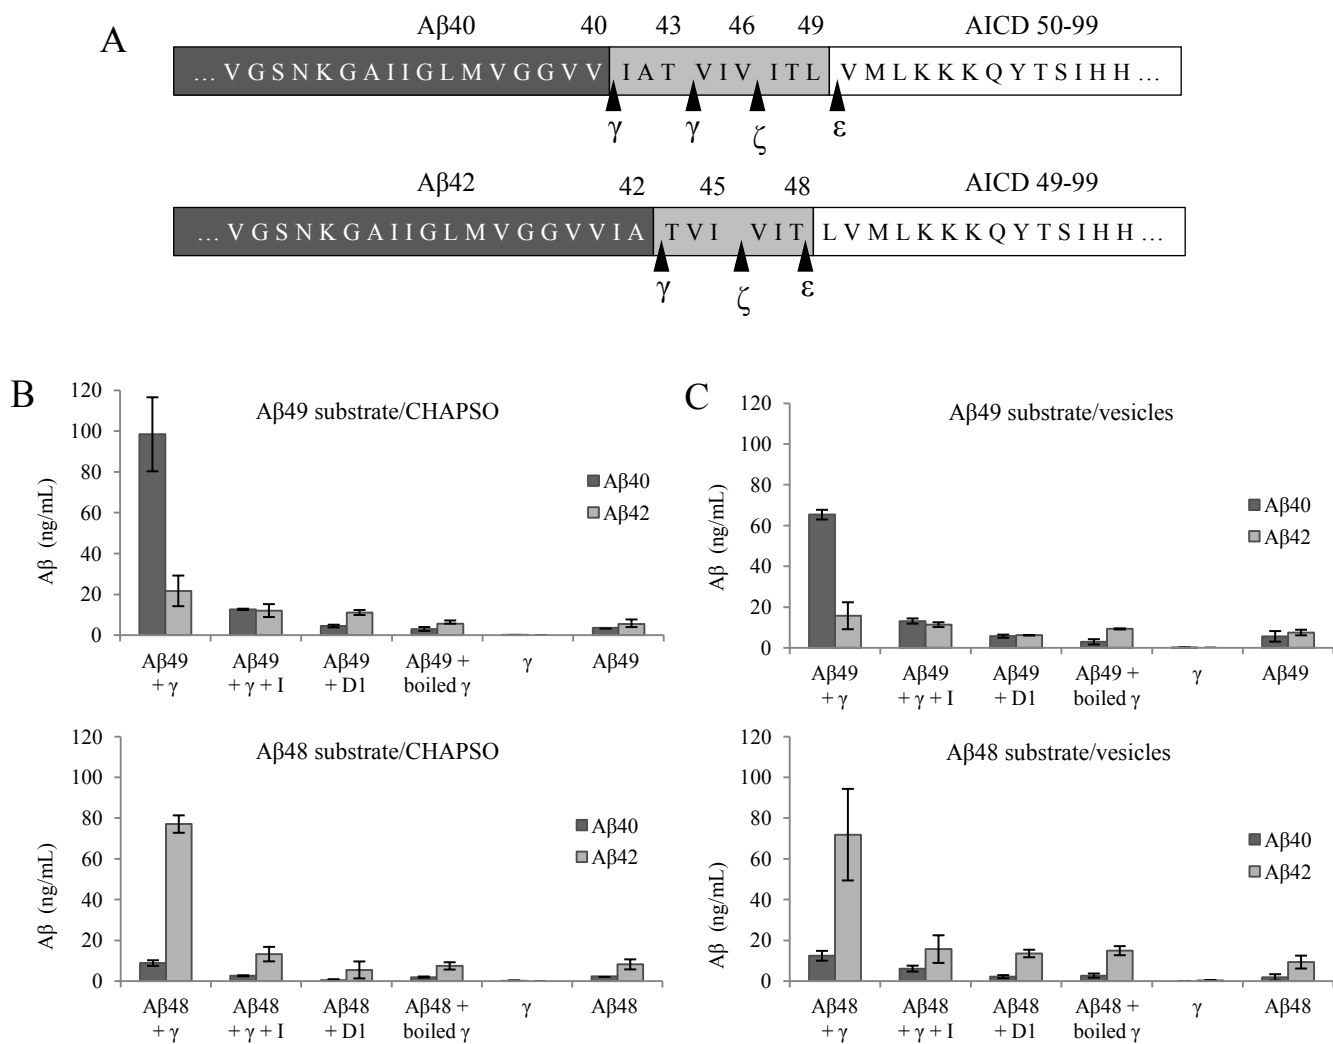 A
Aβ40 40 43 46 49 AICD 50-99
... V G S N K G A I I G L M V G G V V I A T V I V I T L V M L K K K Q Y T S I H H ...
γ γ ζ ε
Aβ42 42 45 48 AICD 49-99
... V G S N K G A I I G L M V G G V V I A T V I V I T L V M L K K K Q Y T S I H H ...
γ ζ ε
B
Aβ49 substrate/CHAPSO
120
100
80
60
40
20
0
Aβ (ng/mL)
Aβ40
Aβ42
Aβ49 + γ
Aβ49 + γ + I
Aβ49 + D1
Aβ49 + boiled γ
γ
Aβ49
Aβ48 substrate/CHAPSO
120
100
80
60
40
20
0
Aβ (ng/mL)
Aβ40
Aβ42
Aβ48 + γ
Aβ48 + γ + I
Aβ48 + D1
Aβ48 + boiled γ
γ
Aβ48
C
Aβ49 substrate/vesicles
120
100
80
60
40
20
0
Aβ (ng/mL)
Aβ40
Aβ42
Aβ49 + γ
Aβ49 + γ + I
Aβ49 + D1
Aβ49 + boiled γ
γ
Aβ49
Aβ48 substrate/vesicles
120
100
80
60
40
20
0
Aβ (ng/mL)
Aβ40
Aβ42
Aβ48 + γ
Aβ48 + γ + I
Aβ48 + D1
Aβ48 + boiled γ
γ
Aβ48